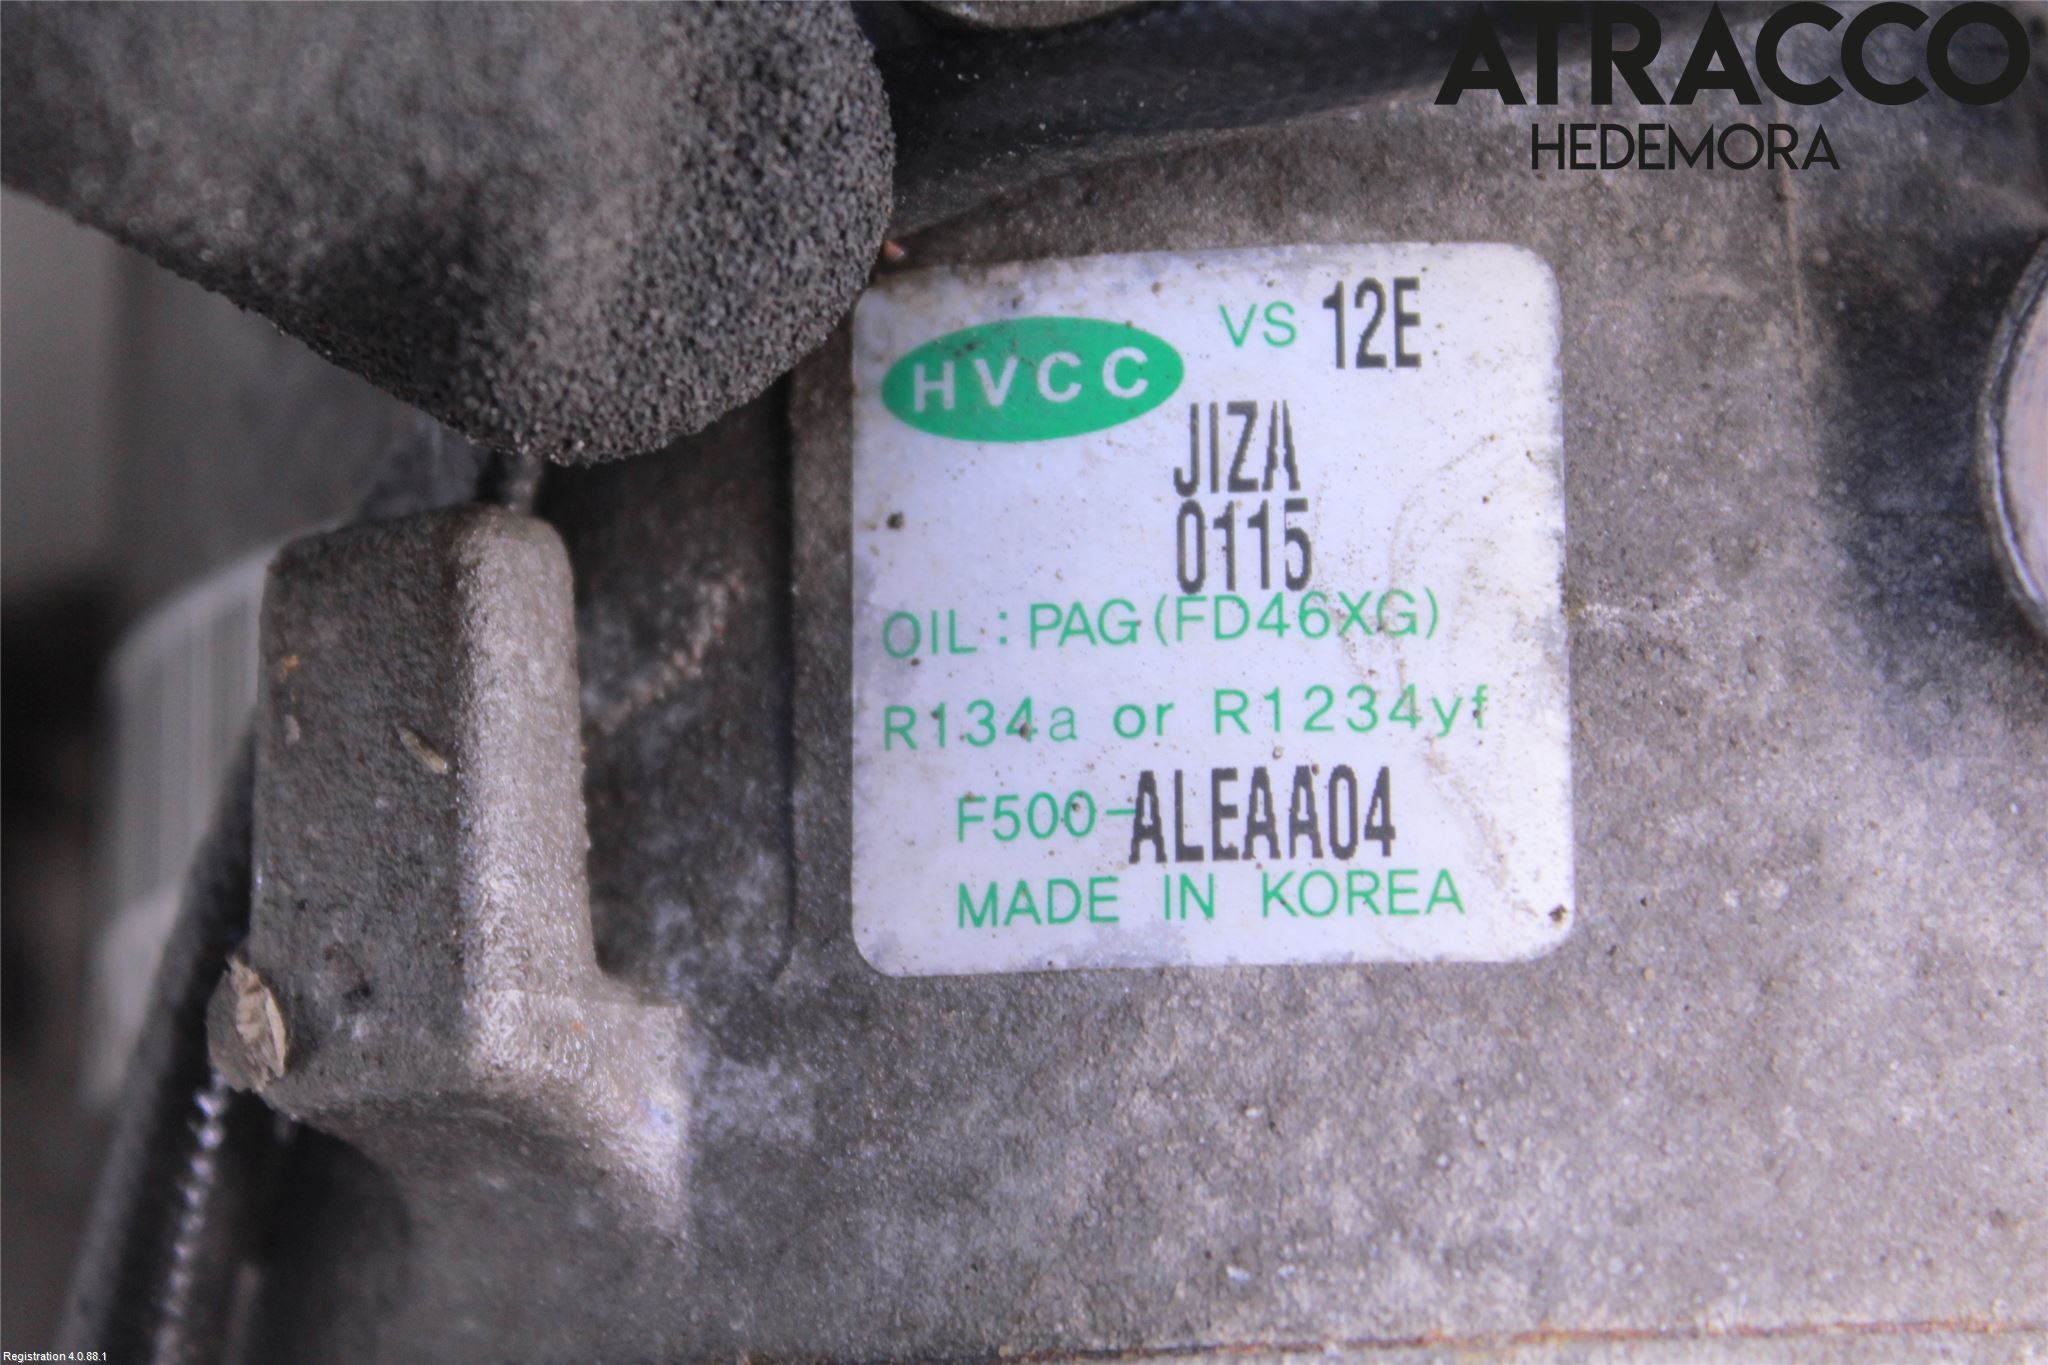 ATRACCO
HEDEMORA
HVCC VS 12E
JIZA
0115
OIL : PAG (FD46XG)
R134a or R1234yf
F500-ALEAA04
MADE IN KOREA
Registration 4.0.88.1